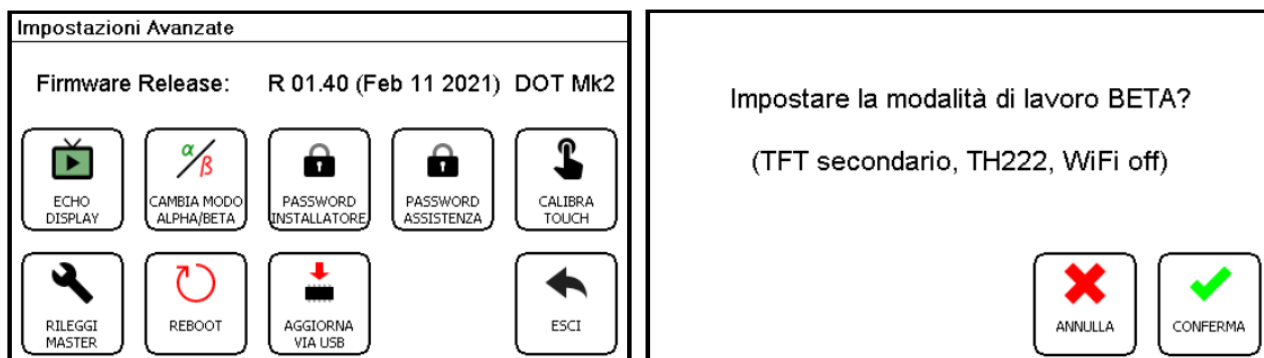 Impostazioni Avanzate
Firmware Release: R 01.40 (Feb 11 2021) DOT Mk2
α/β
ECHO
DISPLAY
CAMBIA MODO
ALPHA/BETA
PASSWORD
INSTALLATORE
PASSWORD
ASSISTENZA
CALIBRA
TOUCH
RILEGGI
MASTER
REBOOT
AGGIORNA
VIA USB
ESCI
Impostare la modalità di lavoro BETA?
(TFT secondario, TH222, WiFi off)
ANNULLA
CONFERMA